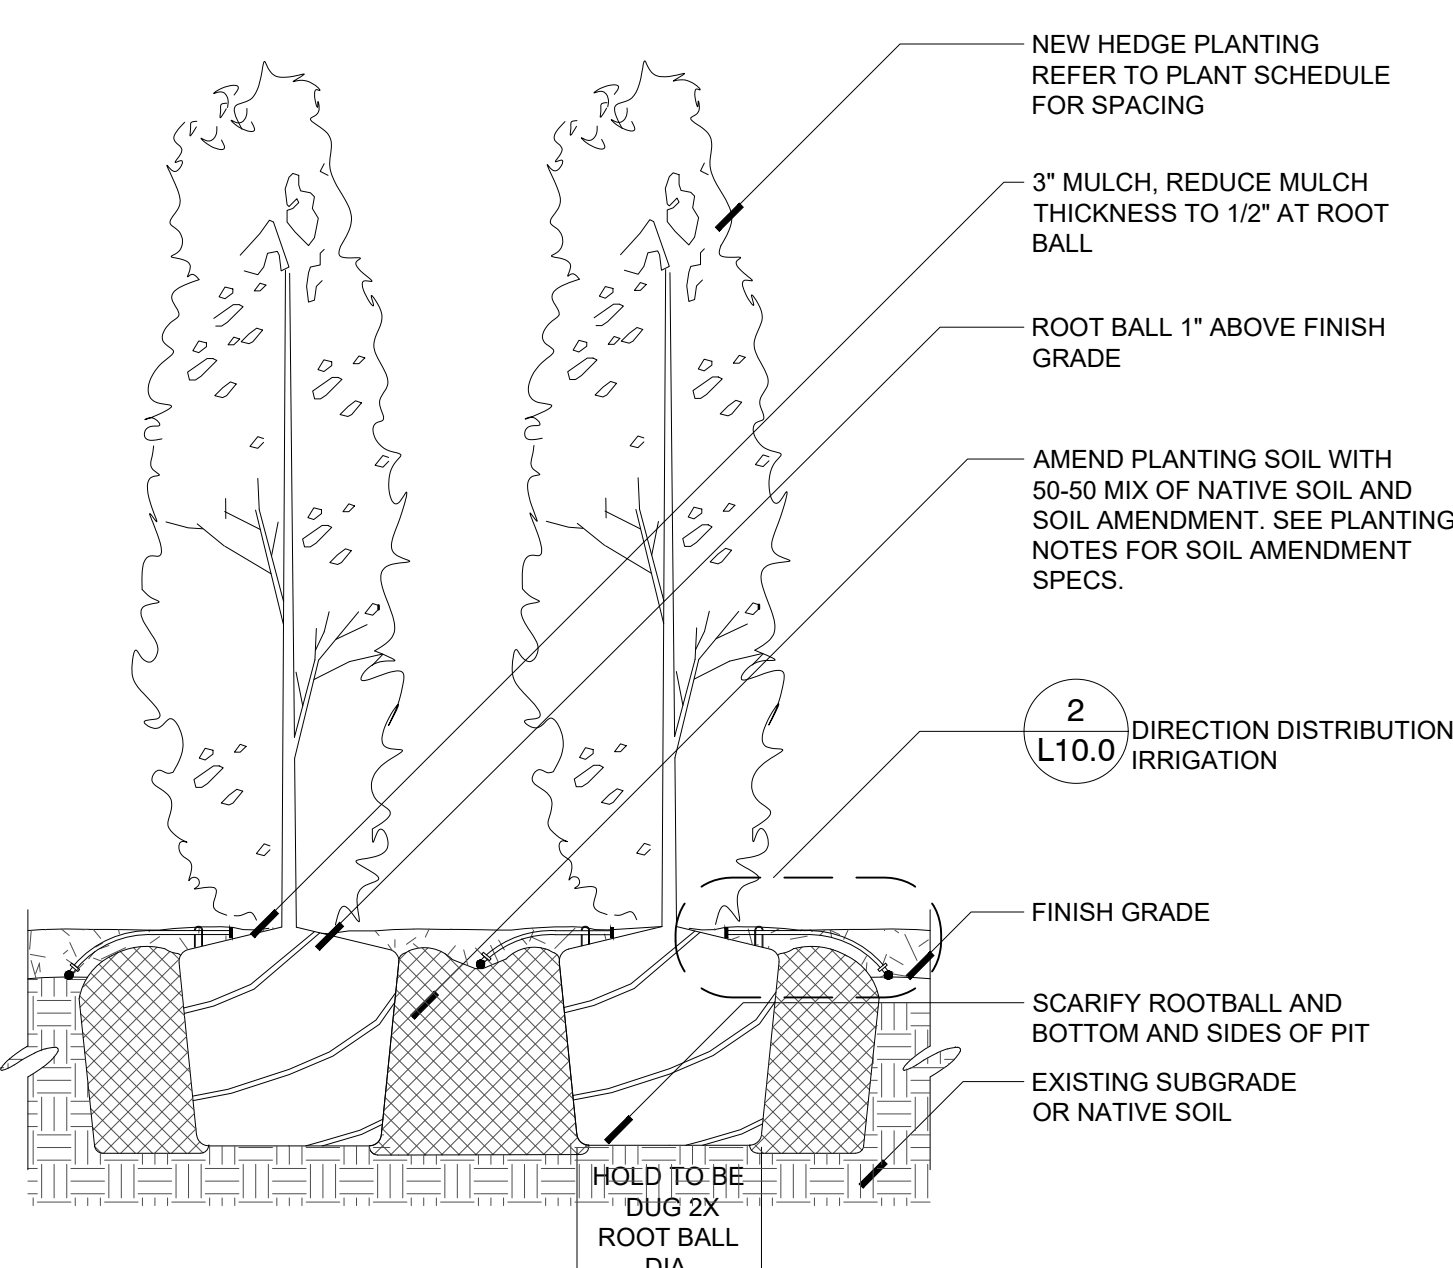 NEW HEDGE PLANTING
REFER TO PLANT SCHEDULE
FOR SPACING
3" MULCH, REDUCE MULCH
THICKNESS TO 1/2" AT ROOT
BALL
ROOT BALL 1" ABOVE FINISH
GRADE
AMEND PLANTING SOIL WITH
50-50 MIX OF NATIVE SOIL AND
SOIL AMENDMENT. SEE PLANTING
NOTES FOR SOIL AMENDMENT
SPECS.
2
L10.0
DIRECTION DISTRIBUTION
IRRIGATION
FINISH GRADE
SCARIFY ROOTBALL AND
BOTTOM AND SIDES OF PIT
EXISTING SUBGRADE
OR NATIVE SOIL
HOLD TO BE
DUG 2X
ROOT BALL
DIA